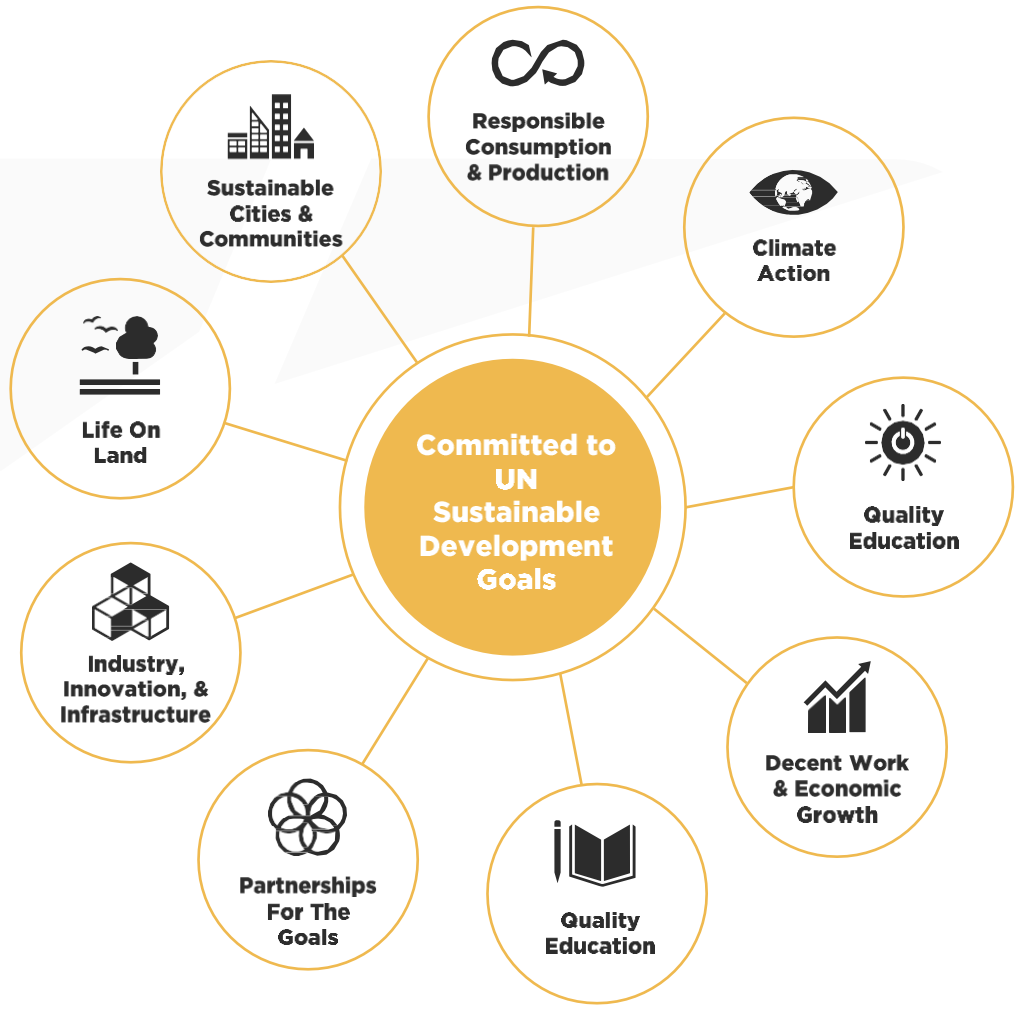 Responsible
Consumption
& Production
Sustainable
Cities &
Communities
Climate
Action
Life On
Land
Committed to
UN
Sustainable
Development
Goals
Quality
Education
Industry,
Innovation, &
Infrastructure
Decent Work
& Economic
Growth
Partnerships
For The
Goals
Quality
Education